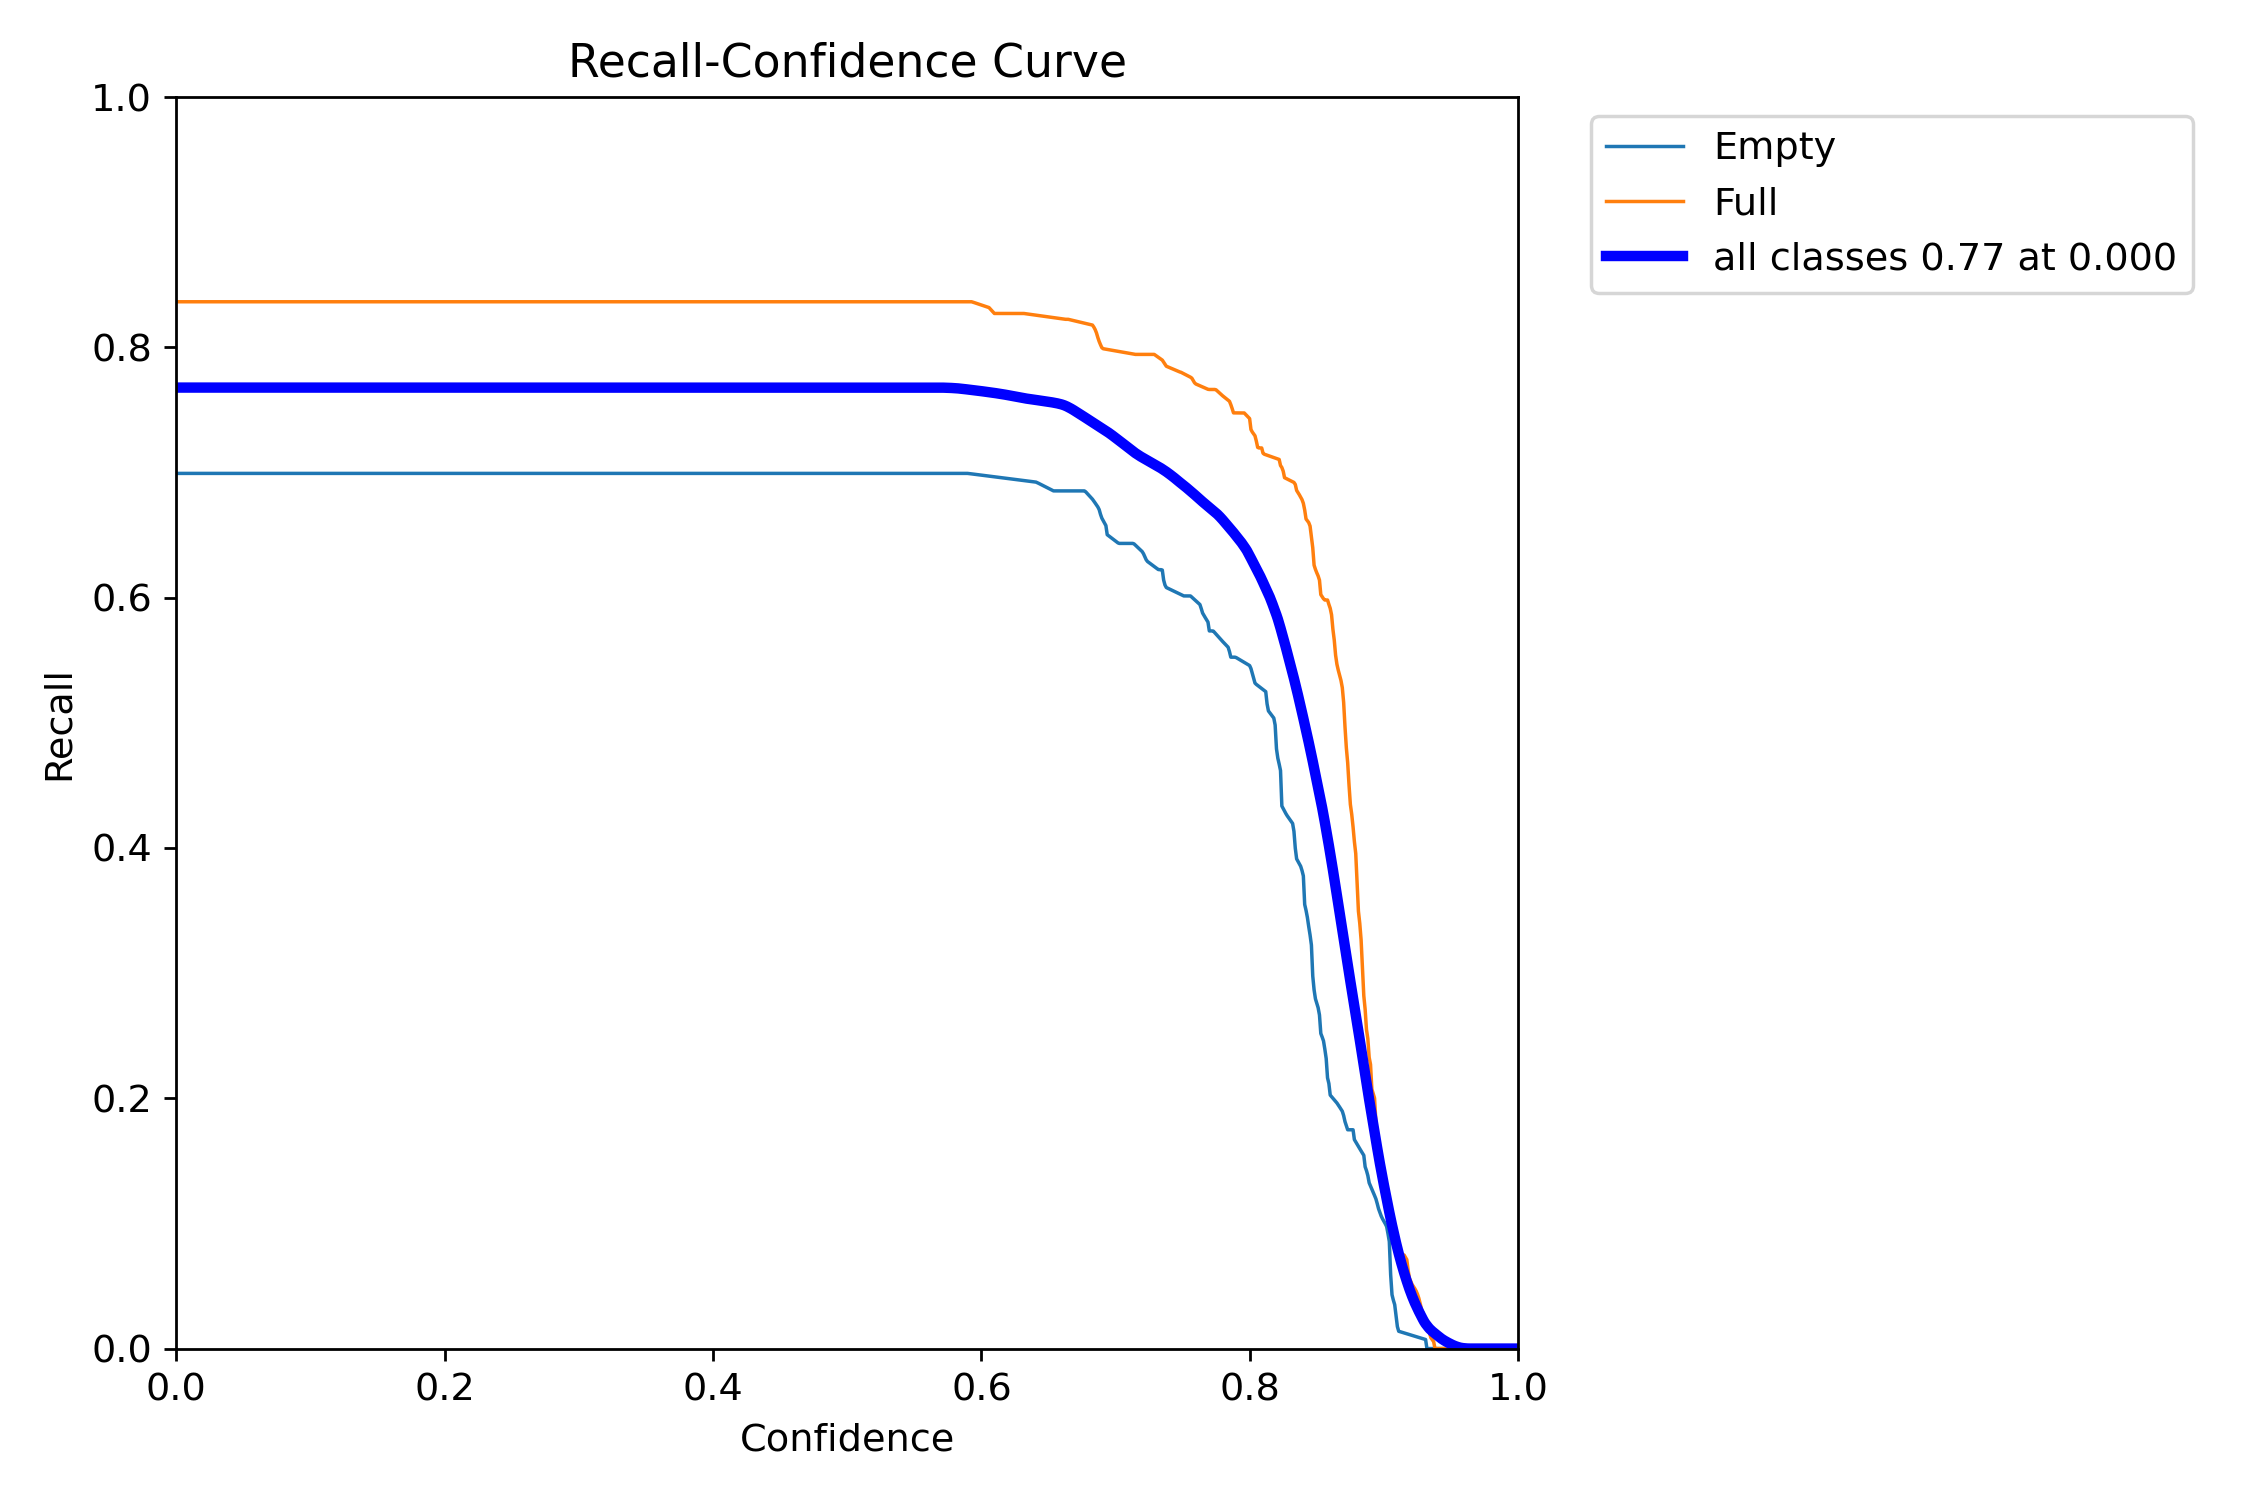 Recall-Confidence Curve
1.0
0.8
0.6
0.4
0.2
0.0
Recall
0.0 0.2 0.4 0.6 0.8 1.0
Confidence
Empty
Full
all classes 0.77 at 0.000